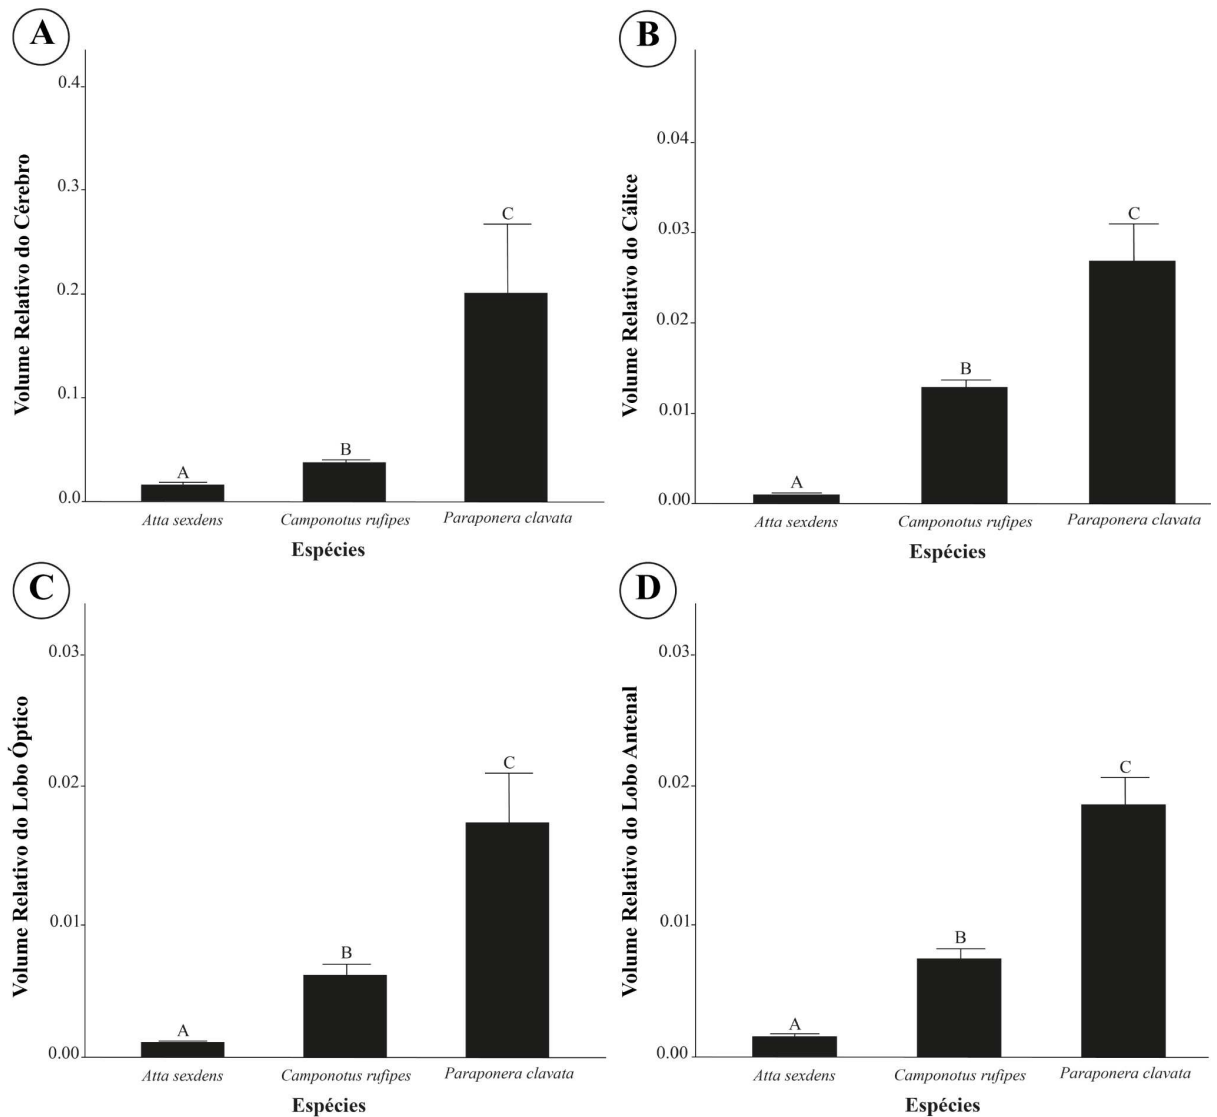 A
Volume Relativo do Cérebro
0.4
0.3
0.2
0.1
0.0
A
B
C
Atta sexdens
Camponotus rufipes
Paraponera clavata
Espécies
B
Volume Relativo do Cálice
0.04
0.03
0.02
0.01
0.00
A
B
C
Atta sexdens
Camponotus rufipes
Paraponera clavata
Espécies
C
Volume Relativo do Lobo Óptico
0.03
0.02
0.01
0.00
A
B
C
Atta sexdens
Camponotus rufipes
Paraponera clavata
Espécies
D
Volume Relativo do Lobo Antenal
0.03
0.02
0.01
0.00
A
B
C
Atta sexdens
Camponotus rufipes
Paraponera clavata
Espécies